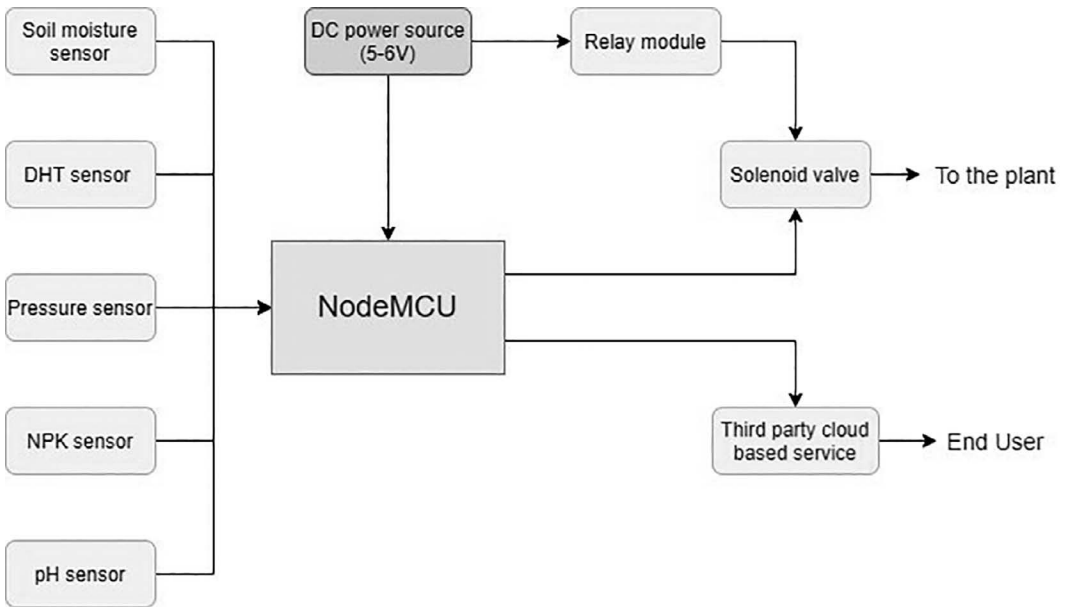 Soil moisture
sensor
DC power source
(5-6V)
Relay module
DHT sensor
Solenoid valve
To the plant
Pressure sensor
NodeMCU
NPK sensor
Third party cloud
based service
End User
pH sensor